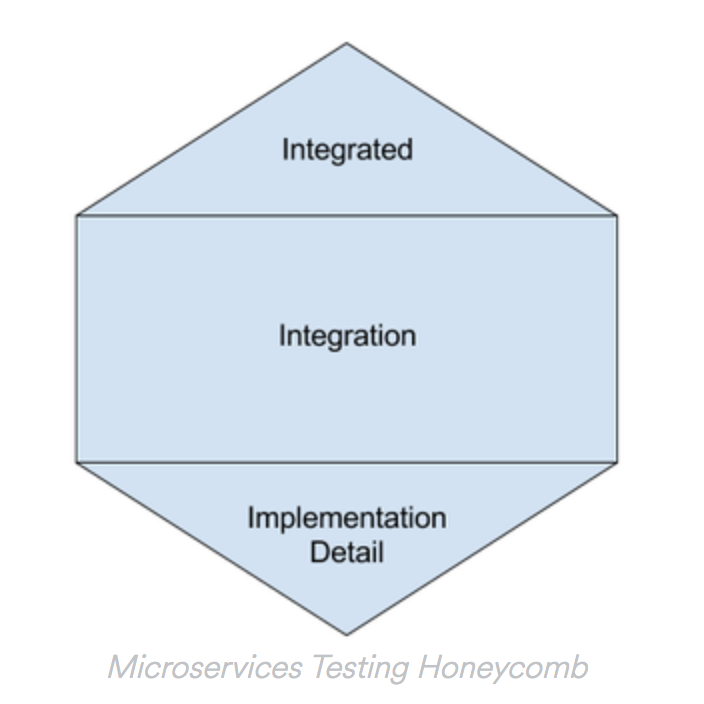 Integrated
Integration
Implementation
Detail
Microservices Testing Honeycomb